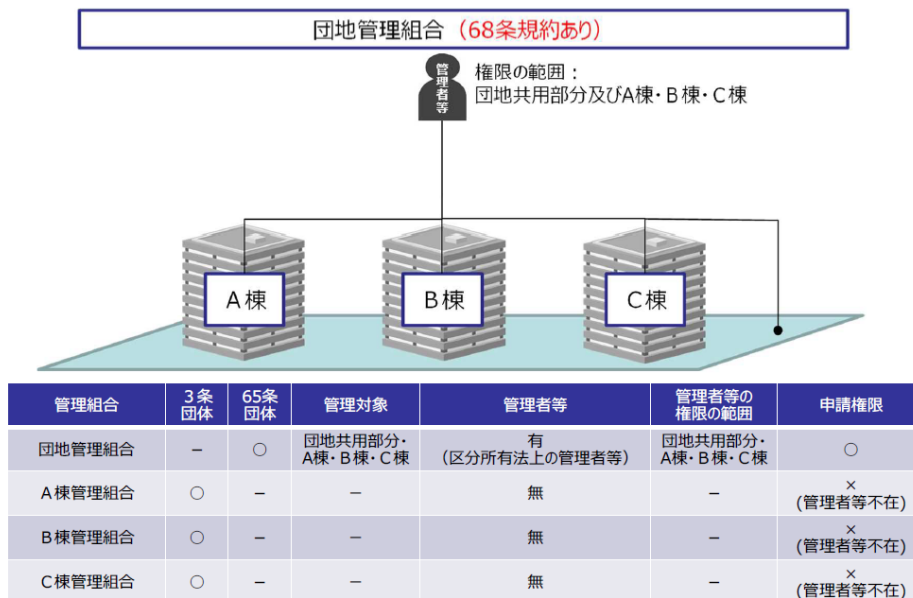 団地管理組合（68条規約あり）
管理者等
権限の範囲：
団地共用部分及びA棟・B棟・C棟
A棟
B棟
C棟
管理組合 3条団体 65条団体 管理対象 管理者等 管理者等の権限の範囲 申請権限
団地管理組合 － ○ 団地共用部分・A棟・B棟・C棟 有（区分所有法上の管理者等） 団地共用部分・A棟・B棟・C棟 ○
A棟管理組合 ○ － － 無 － ×(管理者等不在)
B棟管理組合 ○ － － 無 － ×(管理者等不在)
C棟管理組合 ○ － － 無 － ×(管理者等不在)